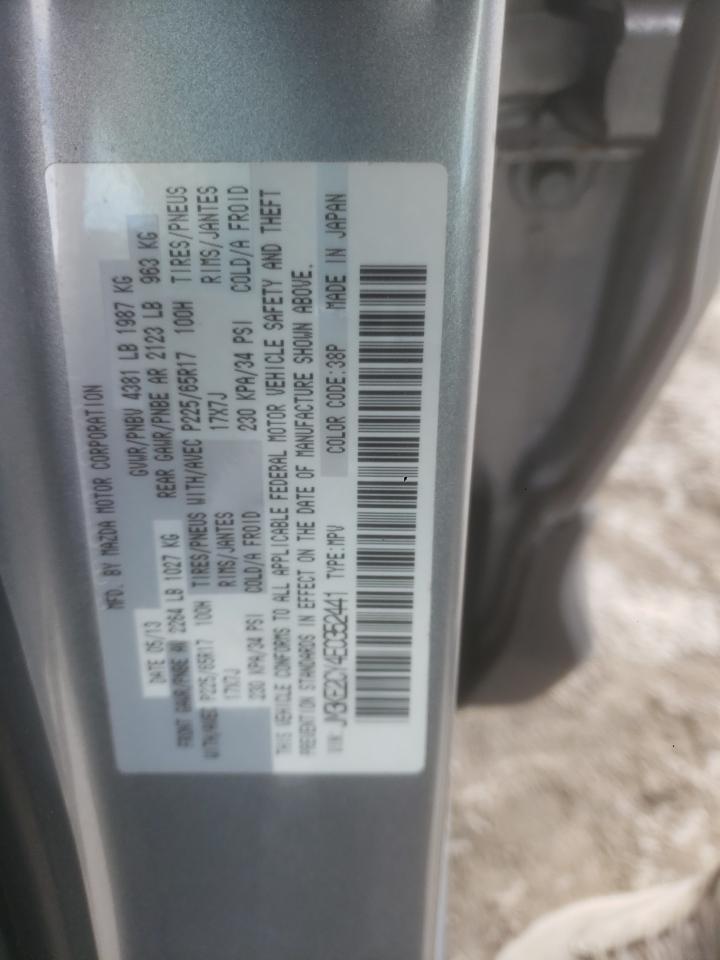 MFD. BY MAZDA MOTOR CORPORATION
DATE 05/13 GVWR/PNBV 4381 LB 1987 KG
FRONT GAWR/PNBE AV 2264 LB 1027 KG REAR GAWR/PNBE AR 2123 LB 963 KG
WITH/AVEC P225/65R17 100H TIRES/PNEUS WITH/AVEC P225/65R17 100H TIRES/PNEUS
17X7J RIMS/JANTES 17X7J RIMS/JANTES
230 KPA/34 PSI COLD/A FROID 230 KPA/34 PSI COLD/A FROID
THIS VEHICLE CONFORMS TO ALL APPLICABLE FEDERAL MOTOR VEHICLE SAFETY AND THEFT
PREVENTION STANDARDS IN EFFECT ON THE DATE OF MANUFACTURE SHOWN ABOVE.
VIN: TYPE:MPV COLOR CODE:38P MADE IN JAPAN